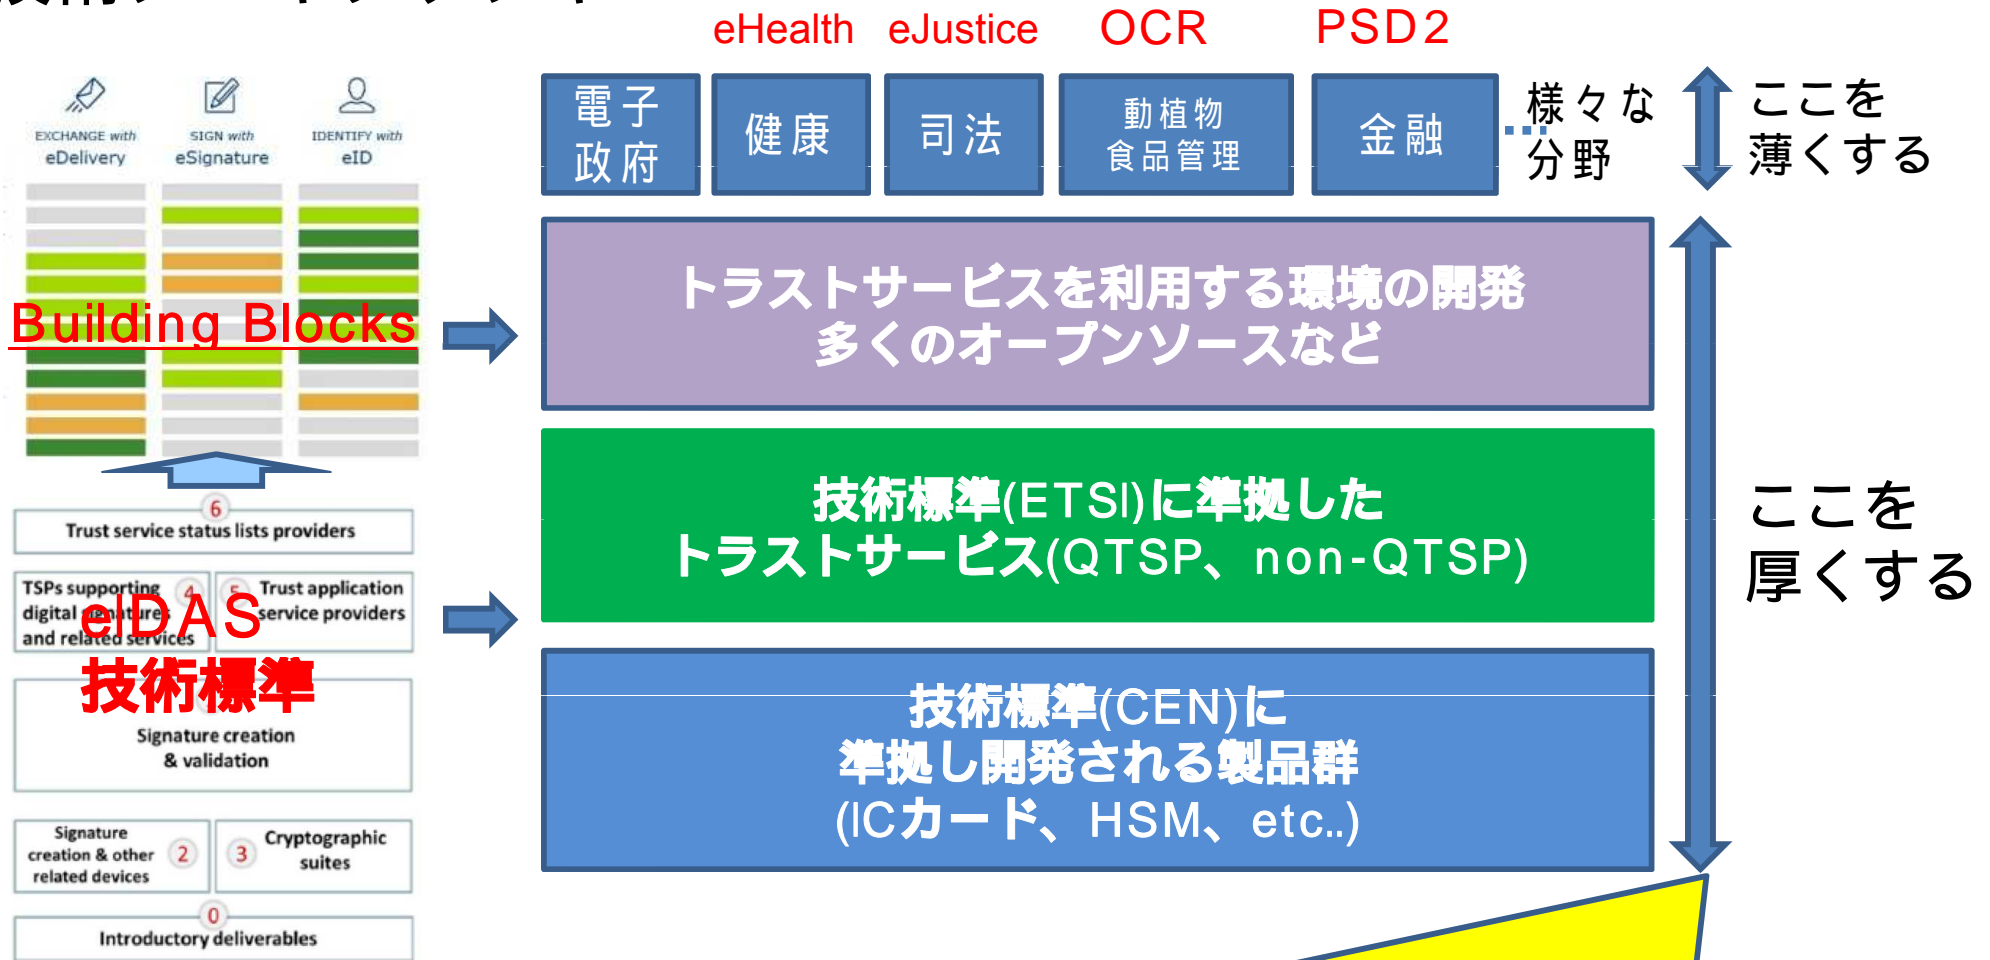 eHealth eJustice OCR PSD2
EXCHANGE with
eDelivery
SIGN with
eSignature
IDENTIFY with
eID
電子
政府
健康
司法
動植物
食品管理
金融
様々な
分野
ここを
薄くする
Building Blocks
トラストサービスを利用する環境の開発
多くのオープンソースなど
6
Trust service status lists providers
TSPs supporting
digital signatures
and related services
4
5
Trust application
service providers
eIDAS
技術標準
技術標準(ETSI)に準拠した
トラストサービス(QTSP、non-QTSP)
ここを
厚くする
Signature creation
& validation
技術標準(CEN)に
準拠し開発される製品群
(ICカード、HSM、etc..)
Signature
creation & other
related devices
2
3
Cryptographic
suites
0
Introductory deliverables